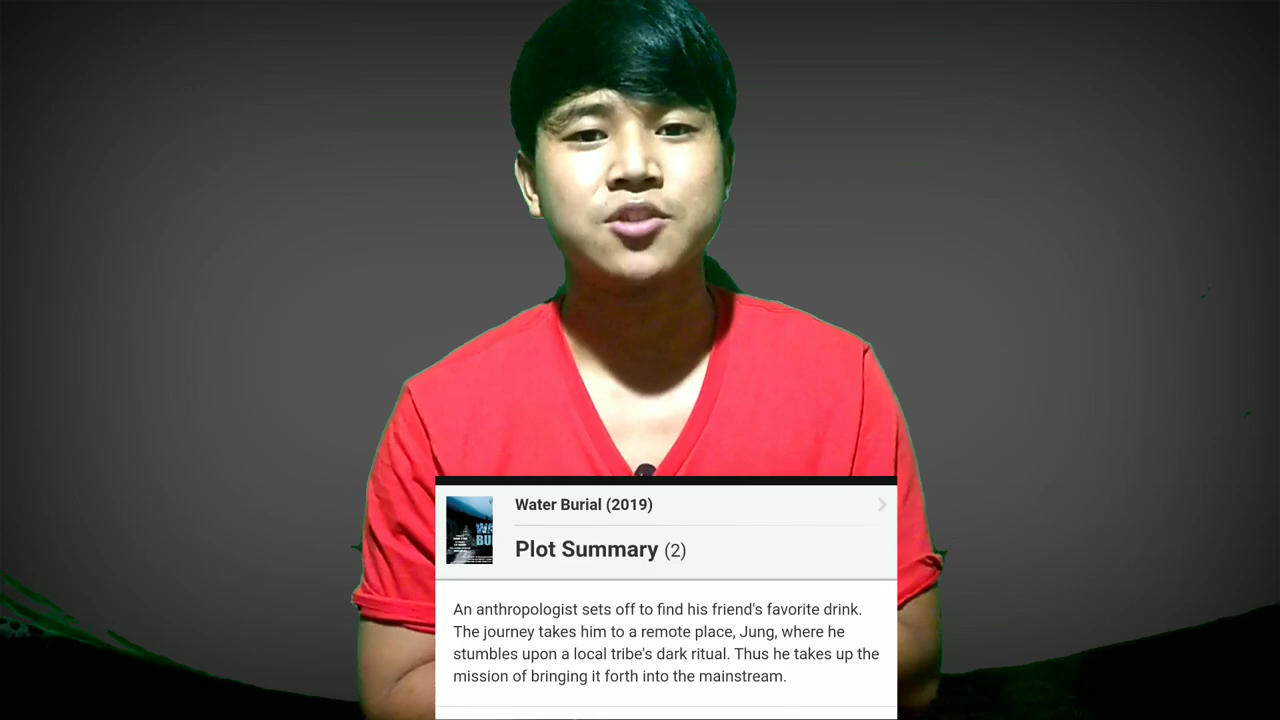 Water Burial (2019)
Plot Summary (2)
An anthropologist sets off to find his friend's favorite drink.
The journey takes him to a remote place, Jung, where he
stumbles upon a local tribe's dark ritual. Thus he takes up the
mission of bringing it forth into the mainstream.